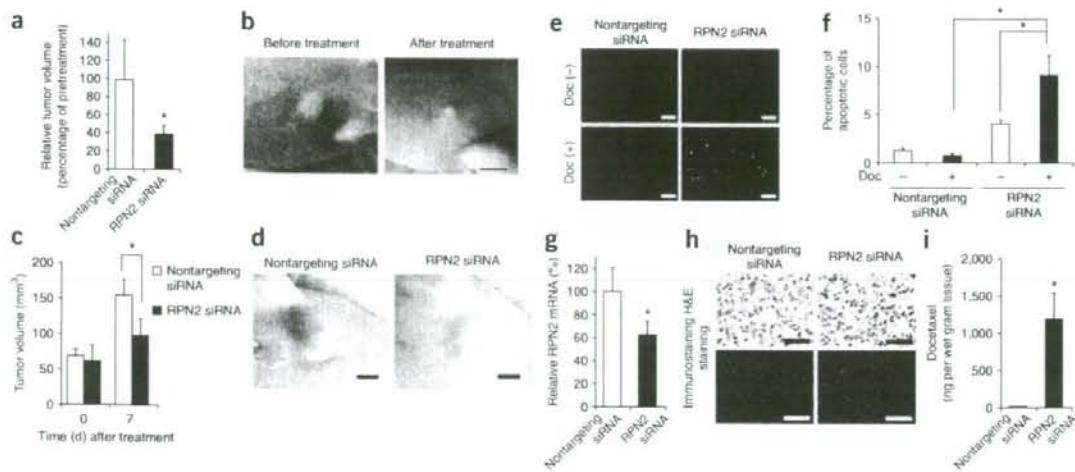 a
Relative tumor volume
(percentage of pretreatment)
140
120
100
80
60
40
20
0
*
Nontargeting
siRNA
RPN2 siRNA
b
Before treatment
After treatment
c
Tumor volume (mm³)
200
150
100
50
0
*
Nontargeting
siRNA
RPN2 siRNA
0
7
Time (d) after treatment
d
Nontargeting siRNA
RPN2 siRNA
e
Nontargeting
siRNA
RPN2 siRNA
Doc (–)
Doc (+)
f
Percentage of
apoptotic cells
15
10
5
0
*
*
Doc
–
+
–
+
Nontargeting
siRNA
RPN2
siRNA
g
Relative RPN2 mRNA (%)
120
100
80
60
40
20
0
*
Nontargeting
siRNA
RPN2
siRNA
h
Nontargeting
siRNA
RPN2 siRNA
Immunostaining H&E
staining
i
Docetaxel
(ng per wet gram tissue)
2,000
1,500
1,000
500
0
*
Nontargeting
siRNA
RPN2
siRNA